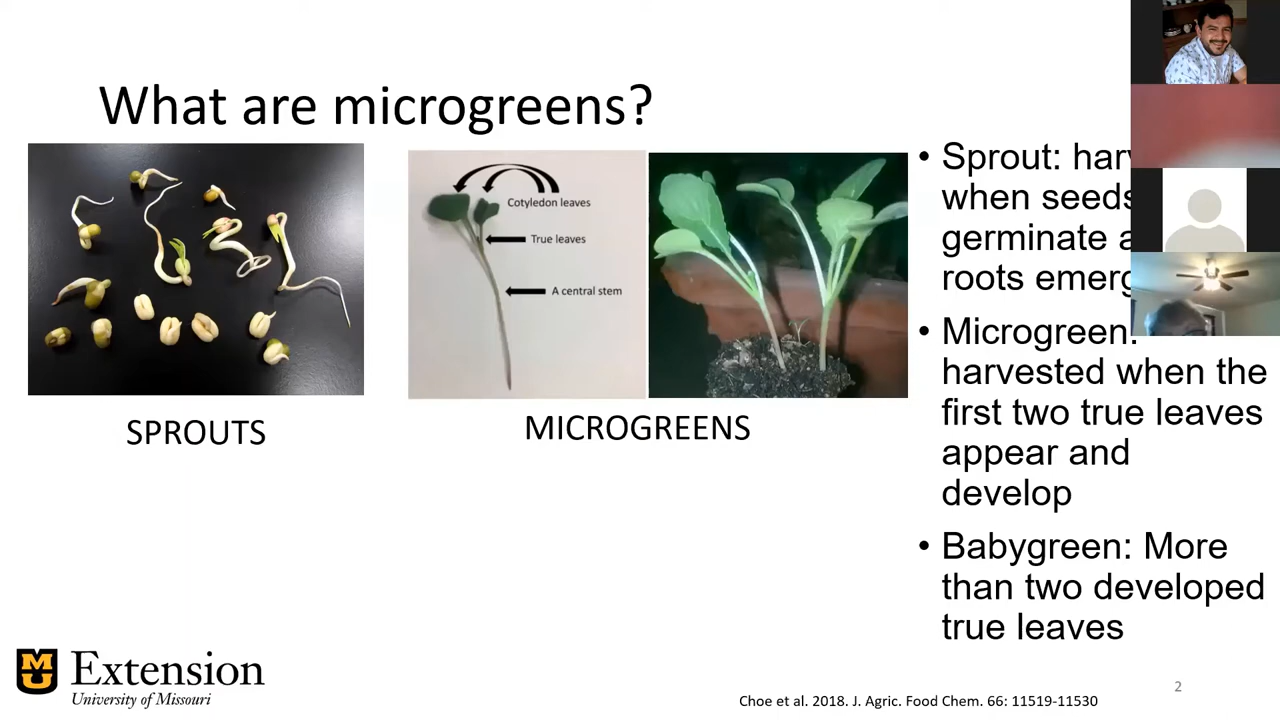 What are microgreens?
Cotyledon leaves
True leaves
A central stem
SPROUTS
MICROGREENS
• Sprout:
when seeds
germinate
roots
• Microgreen:
harvested when the
first two true leaves
appear and
develop
• Babygreen: More
than two developed
true leaves
MU
Extension
University of Missouri
Choe et al. 2018. J. Agric. Food Chem. 66: 11519-11530
2